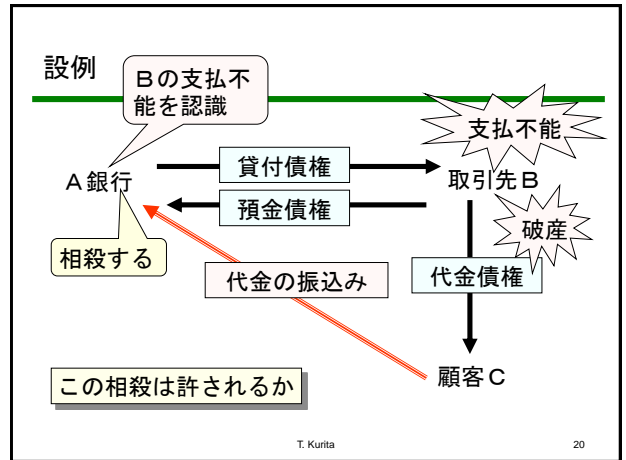 設例
Bの支払不
能を認識
支払不能
貸付債権
A銀行
取引先B
預金債権
破産
相殺する
代金の振込み
代金債権
顧客C
この相殺は許されるか
T. Kurita
20